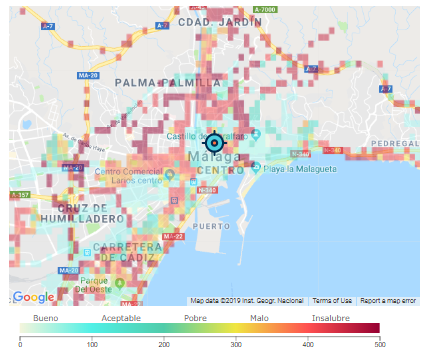 CDAD. JARDÍN
A-7000
A-7
A-7
A-7
A-7
MA-20
PALMA-PALMILLA
Castillo de Gibralfaro
PEDREGAL
Málaga
CENTRO
Playa la Malagueta
Centro Comercial
Larios centro
MA-20
N-340
N-340
A-357
CRUZ DE
HUMILLADERO
PUERTO
MA-22
CARRETERA
DE CÁDIZ
MA-20
Parque
Del Oeste
Google
Map data ©2019 Inst. Geogr. Nacional
Terms of Use
Report a map error
Bueno Aceptable Pobre Malo Insalubre
0 100 200 300 400 500